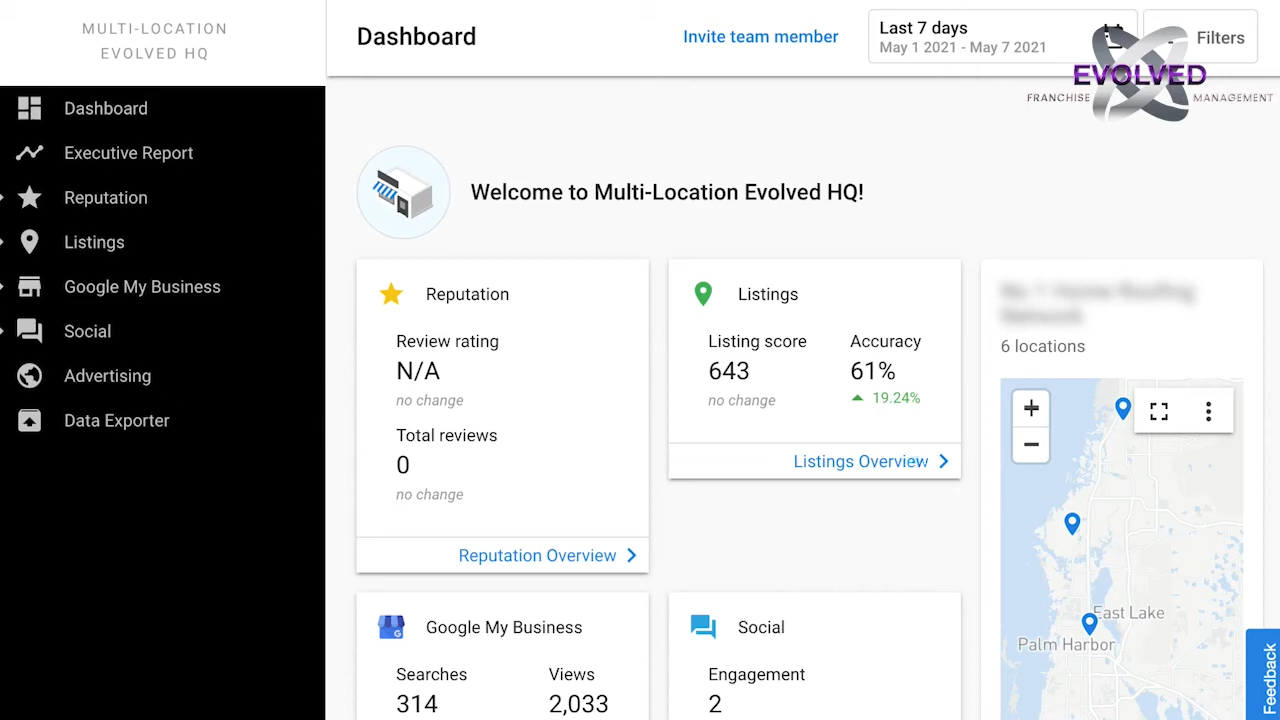 MULTI-LOCATION
EVOLVED HQ
Dashboard
Executive Report
Reputation
Listings
Google My Business
Social
Advertising
Data Exporter
Dashboard
Invite team member
Last 7 days
May 1 2021 - May 7 2021
Filters
EVOLVED
FRANCHISE MANAGEMENT
Welcome to Multi-Location Evolved HQ!
Reputation
Review rating
N/A
no change
Total reviews
0
no change
Reputation Overview
Listings
Listing score Accuracy
643 61%
no change 19.24%
Listings Overview
6 locations
East Lake
Palm Harbor
Google My Business
Searches Views
314 2,033
Social
Engagement
2
Feedback